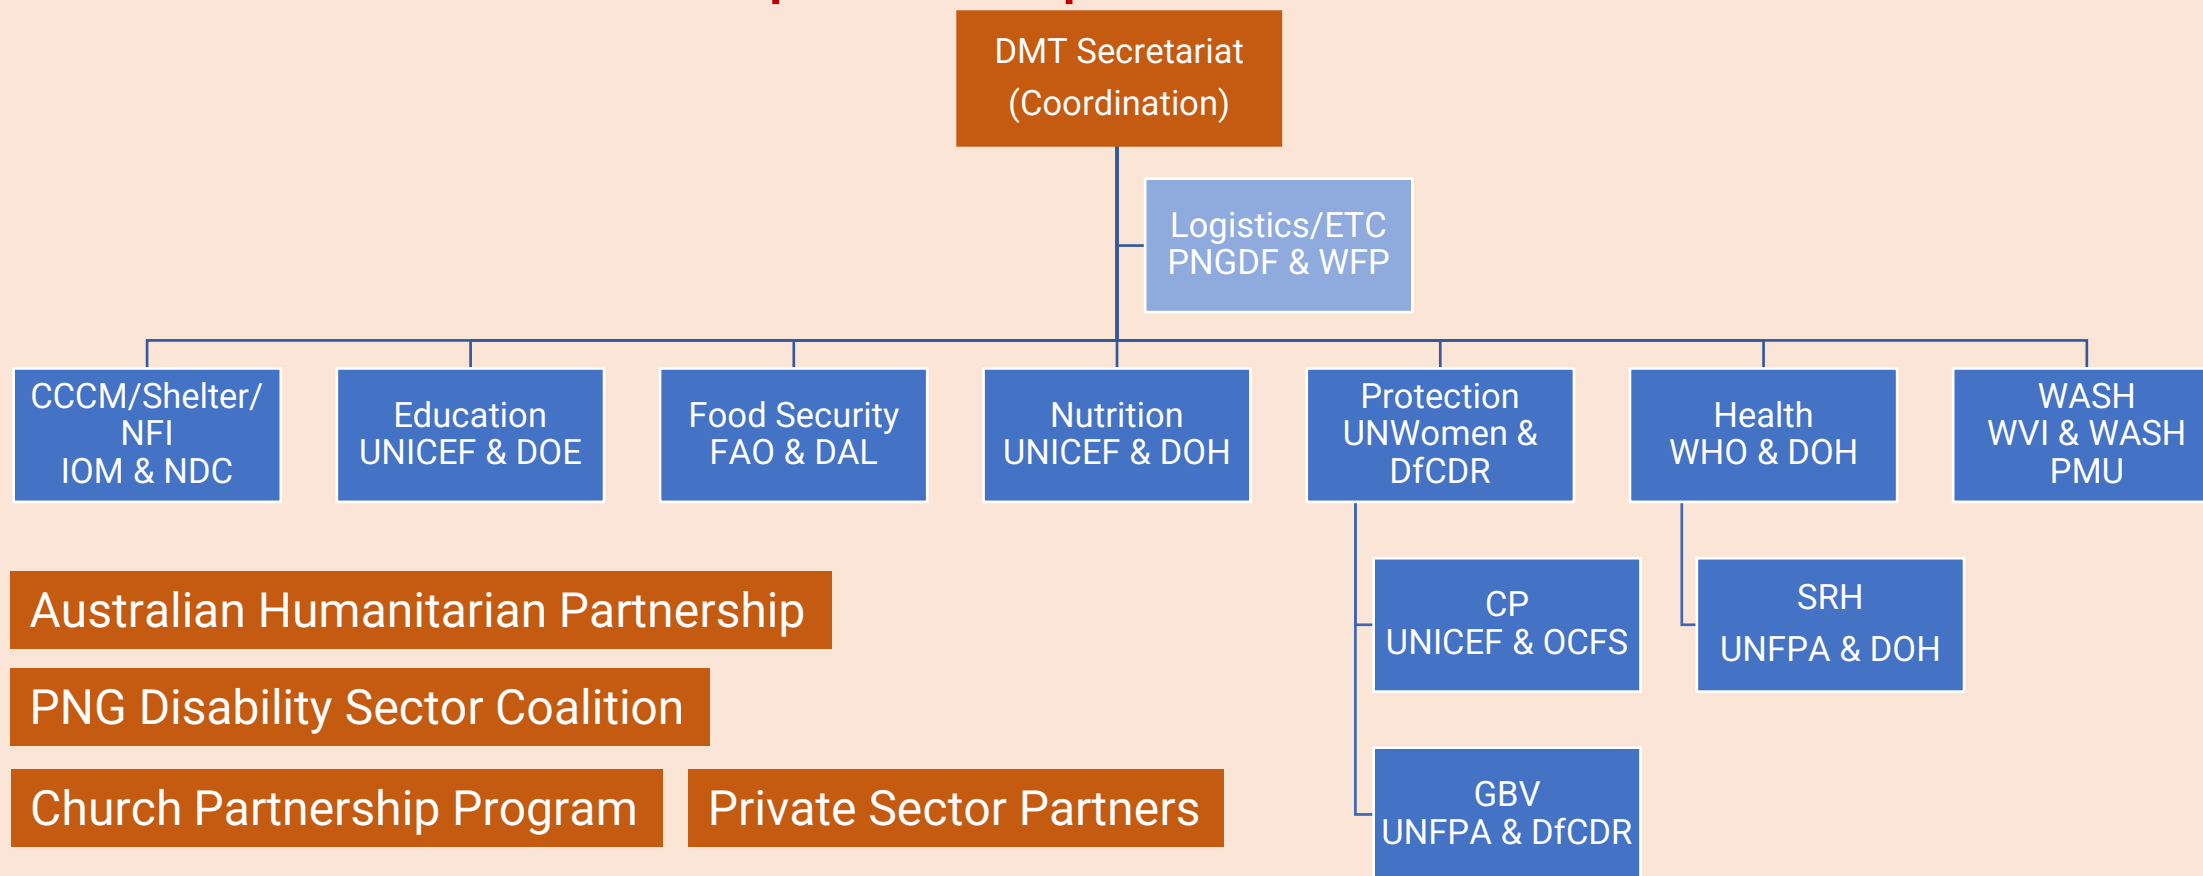 DMT Secretariat
(Coordination)
Logistics/ETC
PNGDF & WFP
CCCM/Shelter/
NFI
IOM & NDC
Education
UNICEF & DOE
Food Security
FAO & DAL
Nutrition
UNICEF & DOH
Protection
UNWomen &
DfCDR
Health
WHO & DOH
WASH
WVI & WASH
PMU
CP
UNICEF & OCFS
SRH
UNFPA & DOH
GBV
UNFPA & DfCDR
Australian Humanitarian Partnership
PNG Disability Sector Coalition
Church Partnership Program
Private Sector Partners